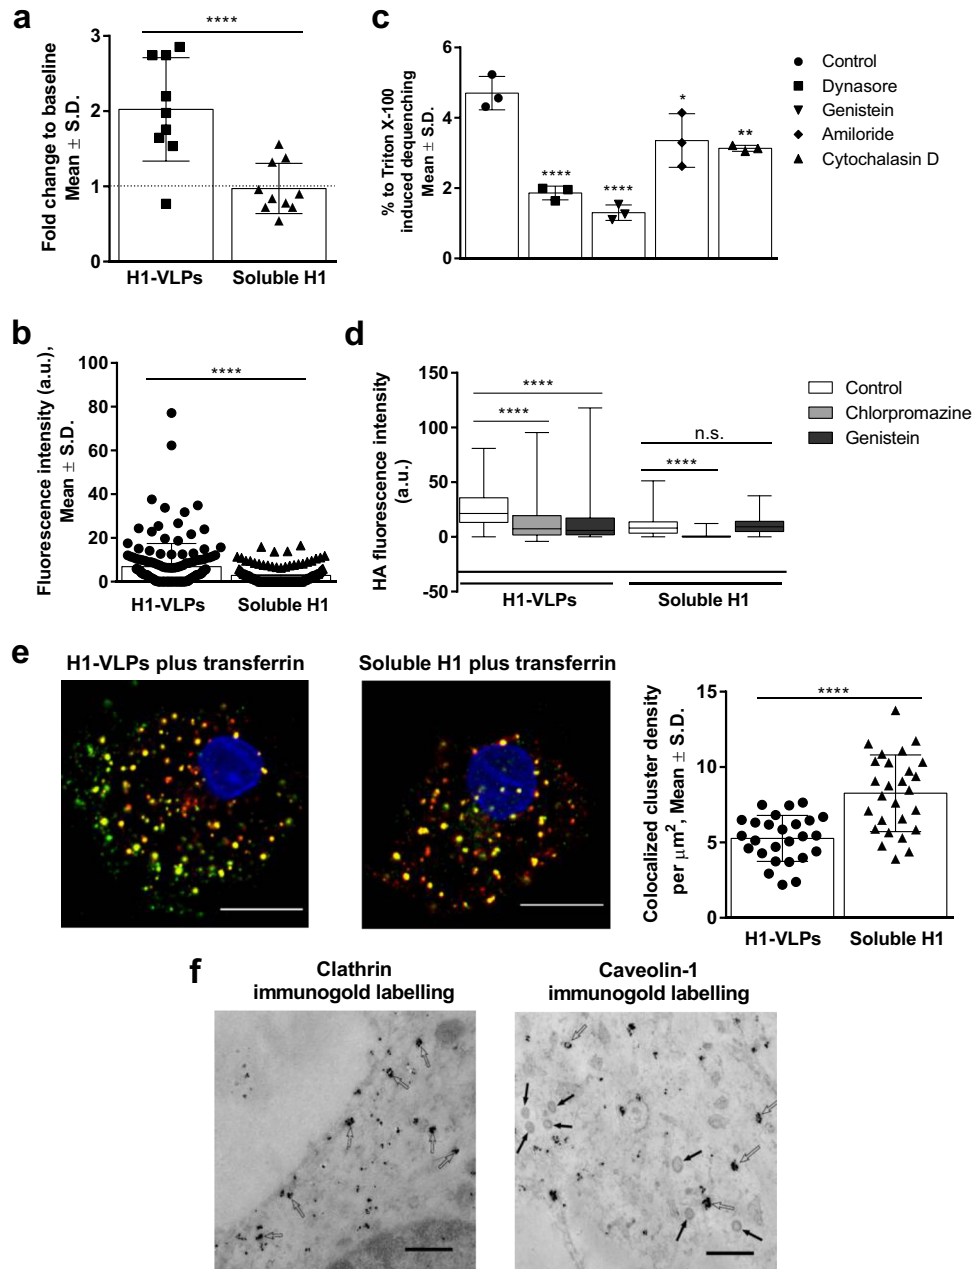 a
****
Fold change to baseline
Mean ± S.D.
3
2
1
0
H1-VLPs
Soluble H1
c
% to Triton X-100
induced dequenching
Mean ± S.D.
6
4
2
0
****
****
*
**
Control
Dynasore
Genistein
Amiloride
Cytochalasin D
b
Fluorescence intensity (a.u.),
Mean ± S.D.
100
80
60
40
20
0
****
H1-VLPs
Soluble H1
d
HA fluorescence intensity
(a.u.)
150
100
50
0
-50
****
****
n.s.
****
H1-VLPs
Soluble H1
Control
Chlorpromazine
Genistein
e
H1-VLPs plus transferrin
Soluble H1 plus transferrin
Colocalized cluster density
per μm², Mean ± S.D.
15
10
5
0
****
H1-VLPs
Soluble H1
f
Clathrin
immunogold labelling
Caveolin-1
immunogold labelling